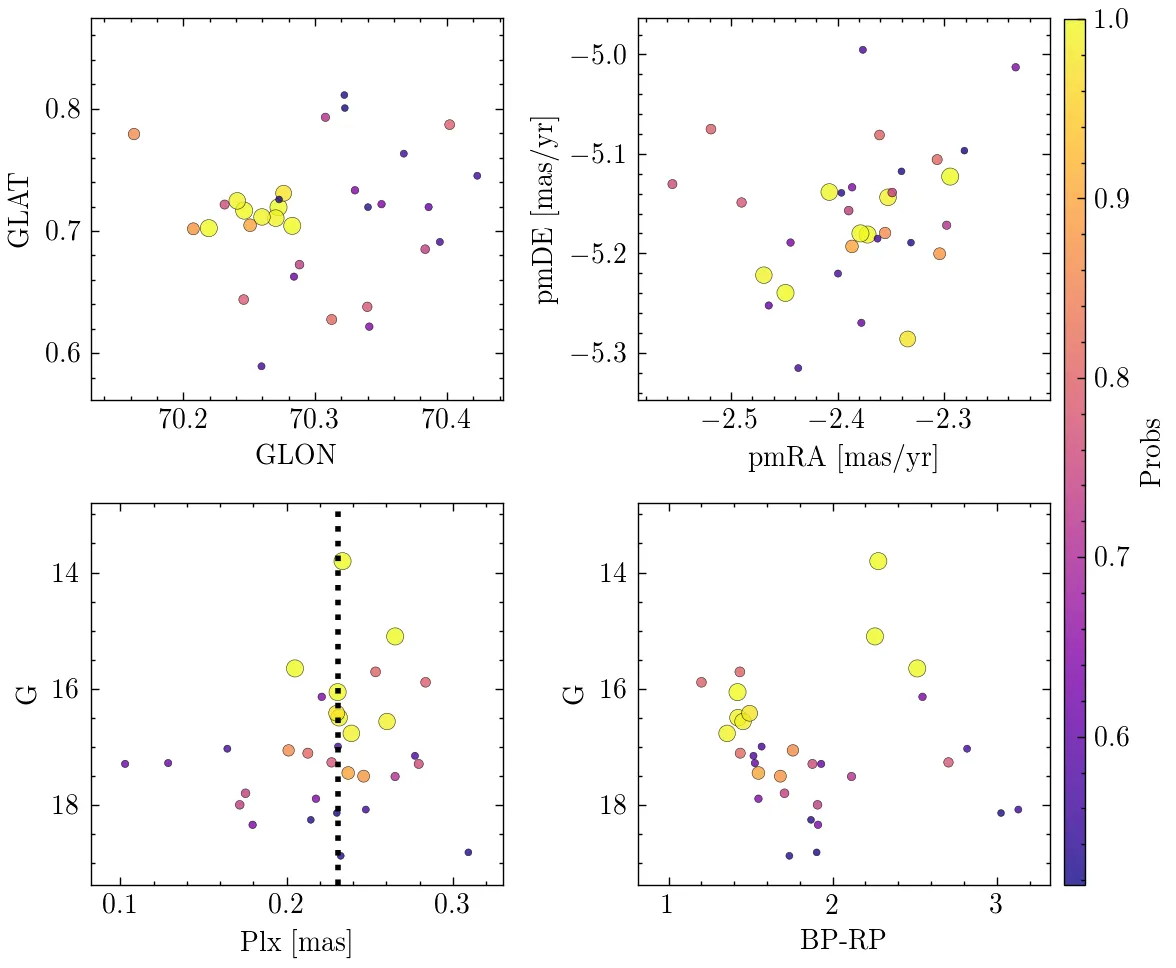 0.8
0.7
0.6
GLAT
70.2 70.3 70.4
GLON
−5.0
−5.1
−5.2
−5.3
pmDE [mas/yr]
−2.5 −2.4 −2.3
pmRA [mas/yr]
14
16
18
G
0.1 0.2 0.3
Plx [mas]
14
16
18
G
1 2 3
BP-RP
1.0
0.9
0.8
0.7
0.6
Probs